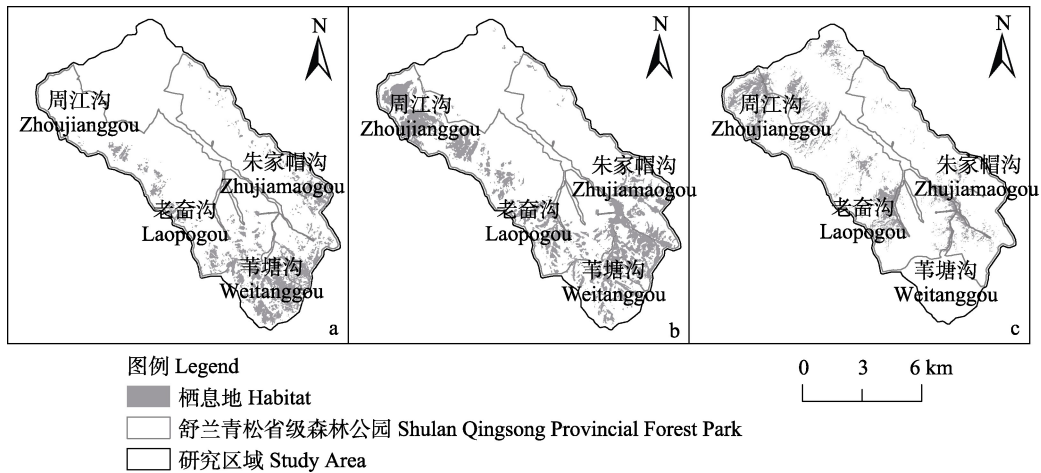 N
周江沟
Zhoujianggou
朱家帽沟
Zhujiamaogou
老畲沟
Laopogou
苇塘沟
Weitanggou
a
N
周江沟
Zhoujianggou
朱家帽沟
Zhujiamaogou
老畲沟
Laopogou
苇塘沟
Weitanggou
b
N
周江沟
Zhoujianggou
朱家帽沟
Zhujiamaogou
老畲沟
Laopogou
苇塘沟
Weitanggou
c
图例 Legend
栖息地 Habitat
舒兰青松省级森林公园 Shulan Qingsong Provincial Forest Park
研究区域 Study Area
0 3 6 km